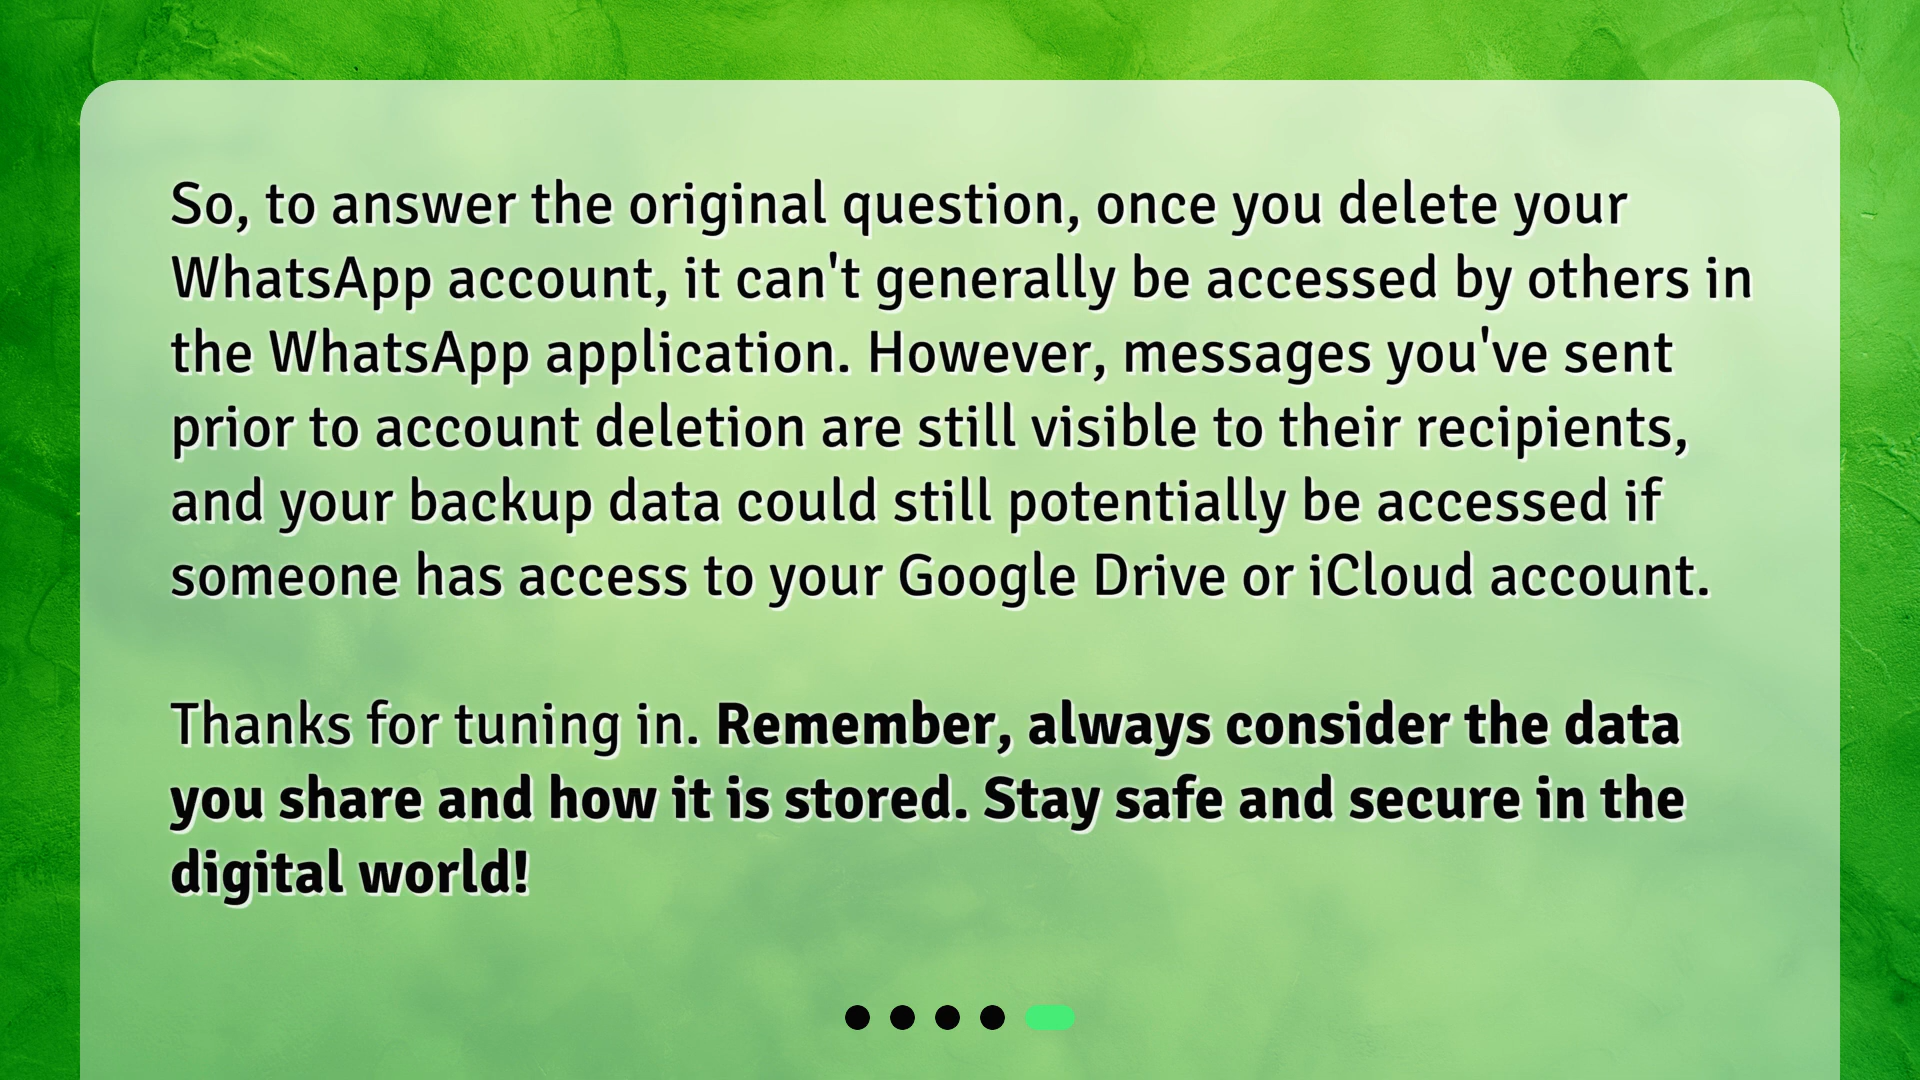 So, to answer the original question, once you delete your
WhatsApp account, it can't generally be accessed by others in
the WhatsApp application. However, messages you've sent
prior to account deletion are still visible to their recipients,
and your backup data could still potentially be accessed if
someone has access to your Google Drive or iCloud account.
Thanks for tuning in. Remember, always consider the data
you share and how it is stored. Stay safe and secure in the
digital world!